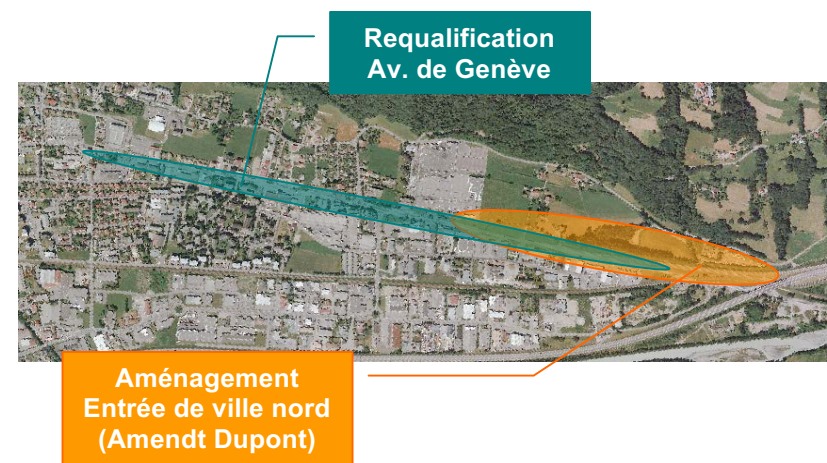 Requalification
Av. de Genève
Aménagement
Entrée de ville nord
(Amendt Dupont)